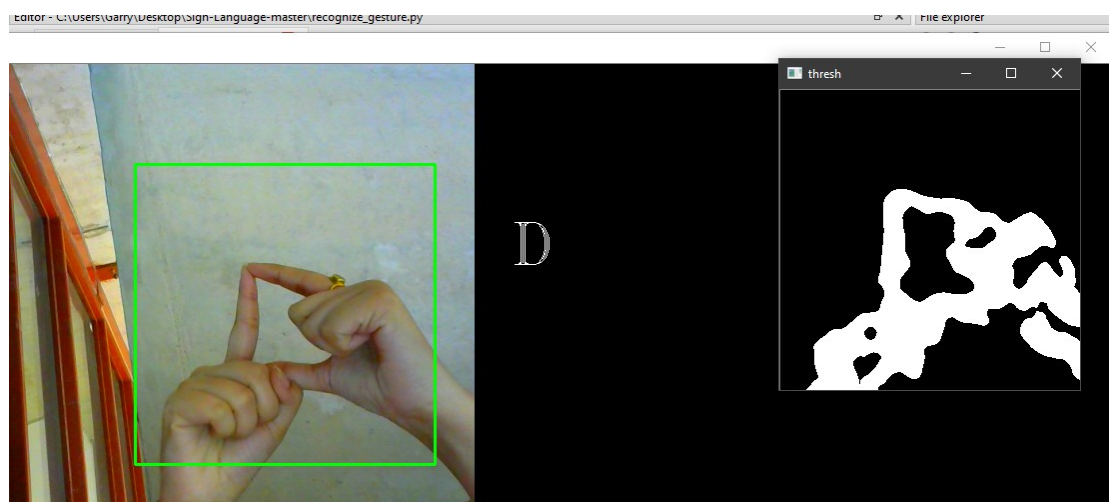 Editor - C:\Users\Garry\Desktop\Sign-Language-master\recognize_gesture.py
File explorer
thresh
D